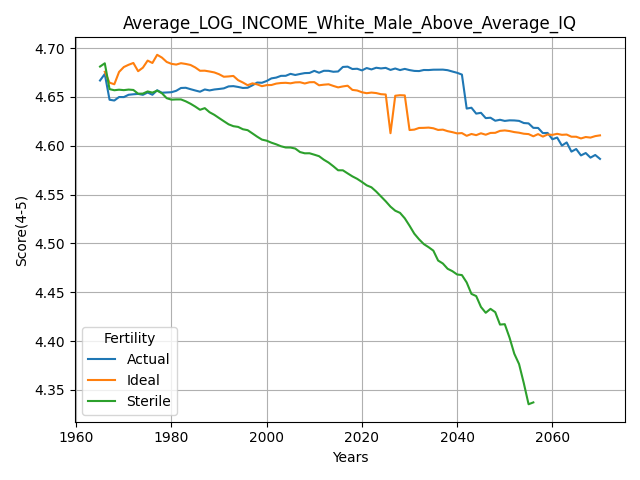 Average_LOG_INCOME_White_Male_Above_Average_IQ
4.70
4.65
4.60
4.55
4.50
4.45
4.40
4.35
Score(4-5)
Fertility
Actual
Ideal
Sterile
1960 1980 2000 2020 2040 2060
Years